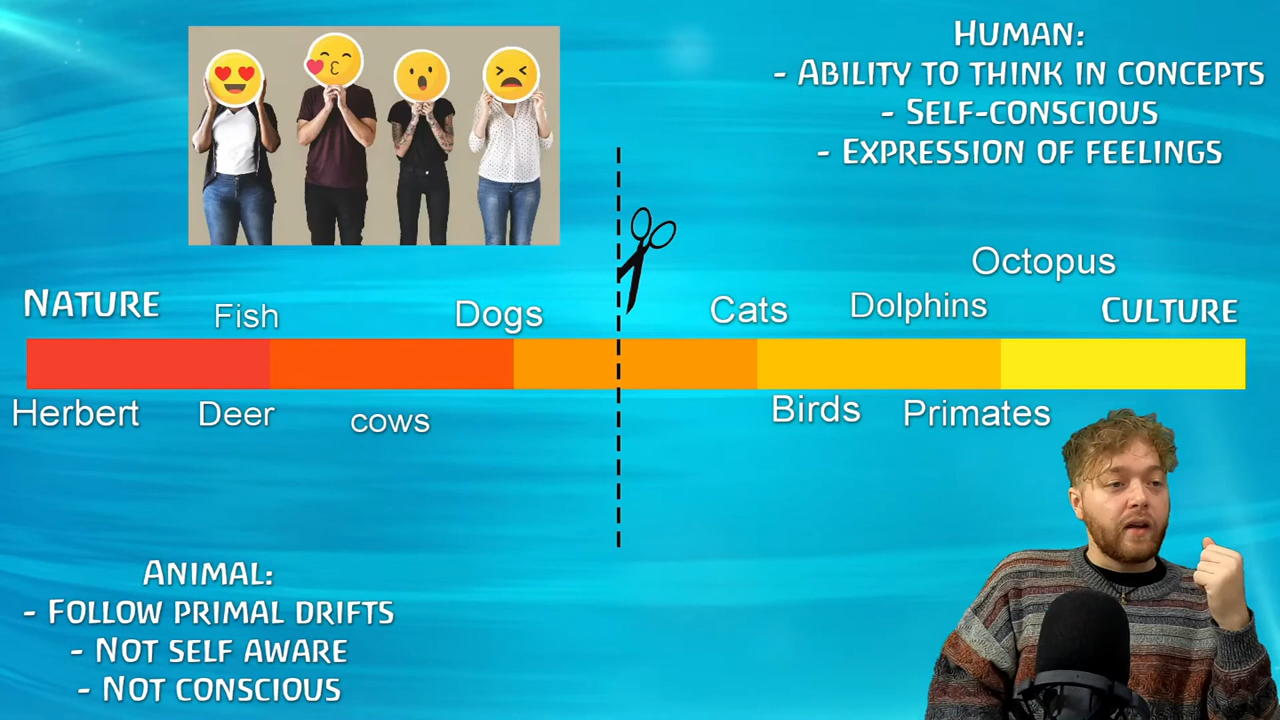 HUMAN:
- ABILITY TO THINK IN CONCEPTS
- SELF-CONSCIOUS
- EXPRESSION OF FEELINGS
Octopus
NATURE
Fish
Dogs
Cats
Dolphins
CULTURE
Herbert
Deer
cows
Birds
Primates
ANIMAL:
- FOLLOW PRIMAL DRIFTS
- NOT SELF AWARE
- NOT CONSCIOUS